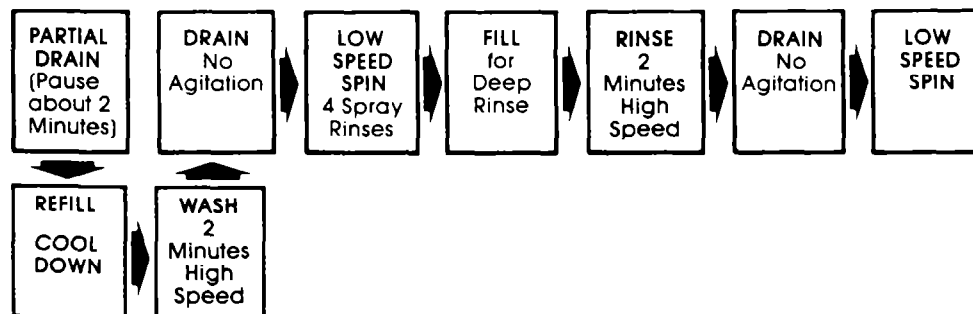 PARTIAL
DRAIN
(Pause
about 2
Minutes)
REFILL
COOL
DOWN
WASH
2
Minutes
High
Speed
DRAIN
No
Agitation
LOW
SPEED
SPIN
4 Spray
Rinses
FILL
for
Deep
Rinse
RINSE
2
Minutes
High
Speed
DRAIN
No
Agitation
LOW
SPEED
SPIN